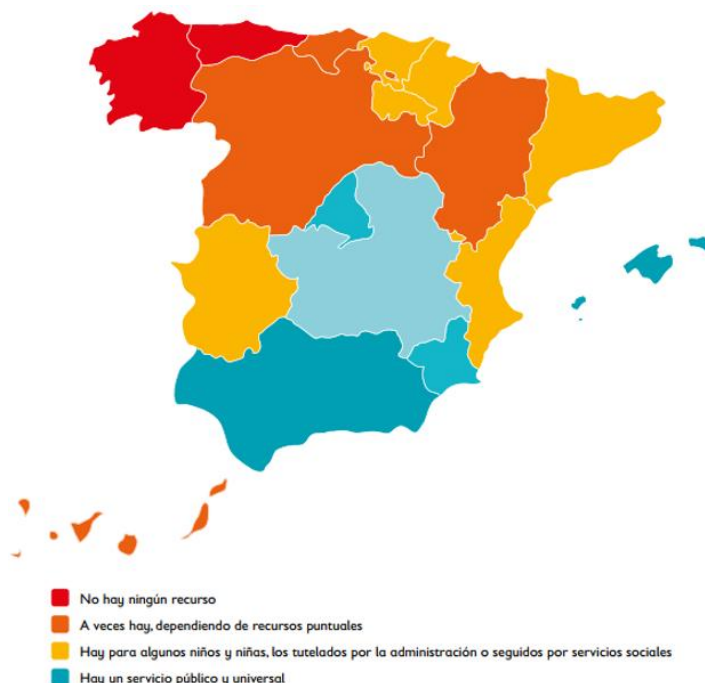 No hay ningún recurso
A veces hay, dependiendo de recursos puntuales
Hay para algunos niños y niñas, los tutelados por la administración o seguidos por servicios sociales
Hay un servicio público y universal